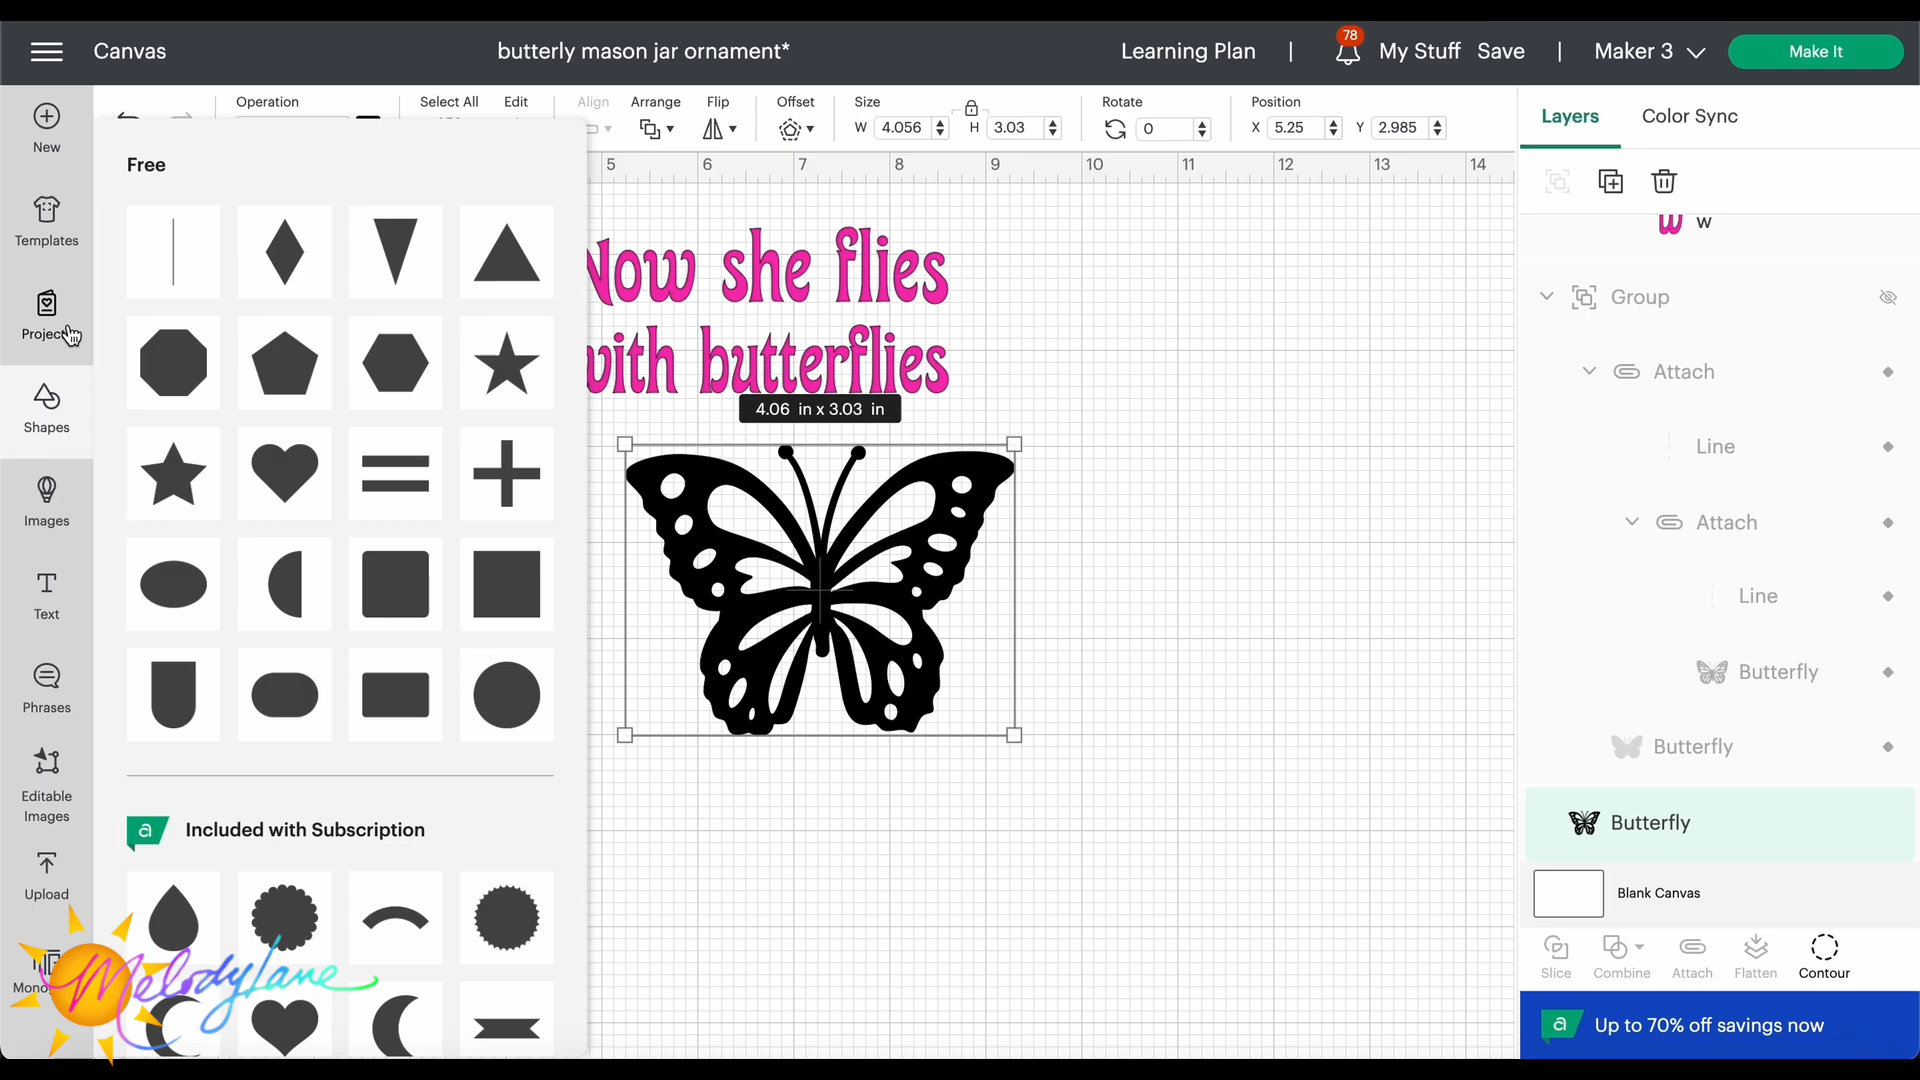 Canvas
butterly mason jar ornament*
Learning Plan
|
78
My Stuff
Save
|
Maker 3
Make It
New
Templates
Shapes
Images
Text
Phrases
Editable
Images
Upload
Operation
Select All
Edit
Align
Arrange
Flip
Offset
Size
W 4.056
H 3.03
Rotate
0
Position
X 5.25
Y 2.985
Free
Included with Subscription
5 6 7 8 9 10 11 12 13 14
Now she flies
with butterflies
4.06 in x 3.03 in
Layers
Color Sync
w
Group
Attach
Line
Attach
Line
Butterfly
Butterfly
Butterfly
Blank Canvas
Slice
Combine
Attach
Flatten
Contour
a
a Up to 70% off savings now
MelodyLane